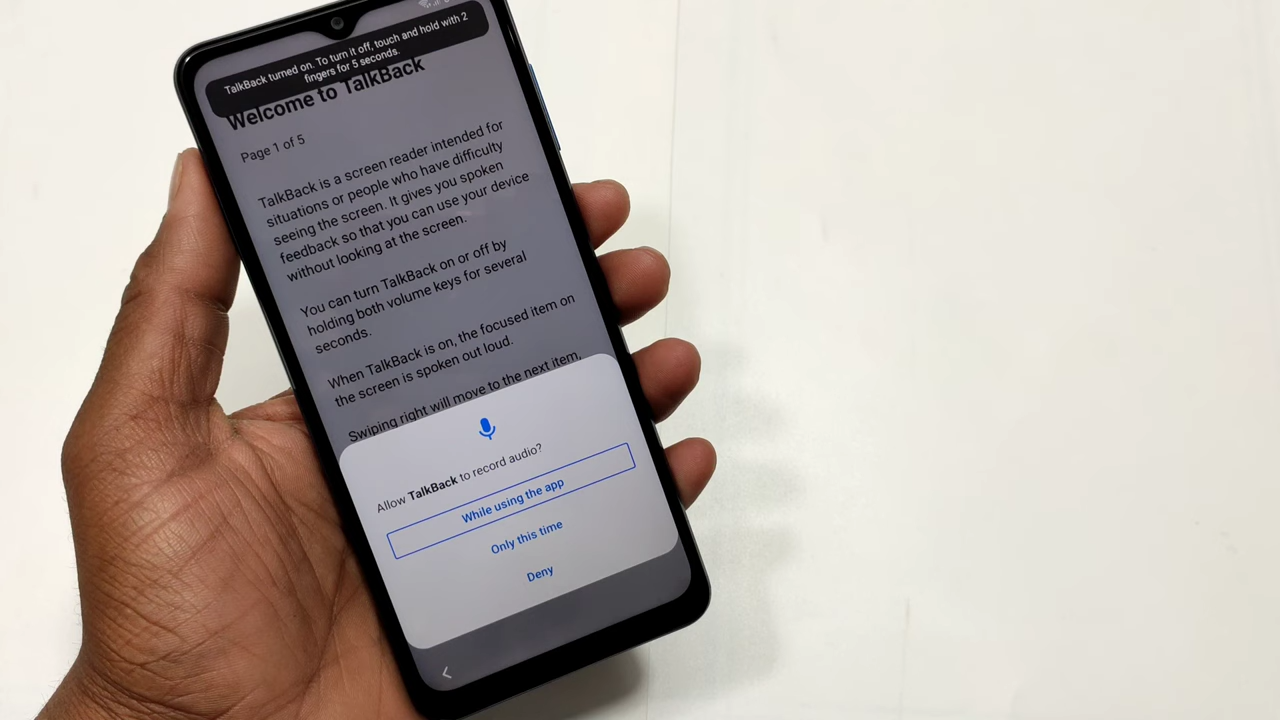 TalkBack turned on. To turn it off, touch and hold with 2
fingers for 5 seconds.
Welcome to TalkBack
Page 1 of 5
TalkBack is a screen reader intended for
situations or people who have difficulty
seeing the screen. It gives you spoken
feedback so that you can use your device
without looking at the screen.
You can turn TalkBack on or off by
holding both volume keys for several
seconds.
When TalkBack is on, the focused item on
the screen is spoken out loud.
Swiping right will move to the next item,
Allow TalkBack to record audio?
While using the app
Only this time
Deny